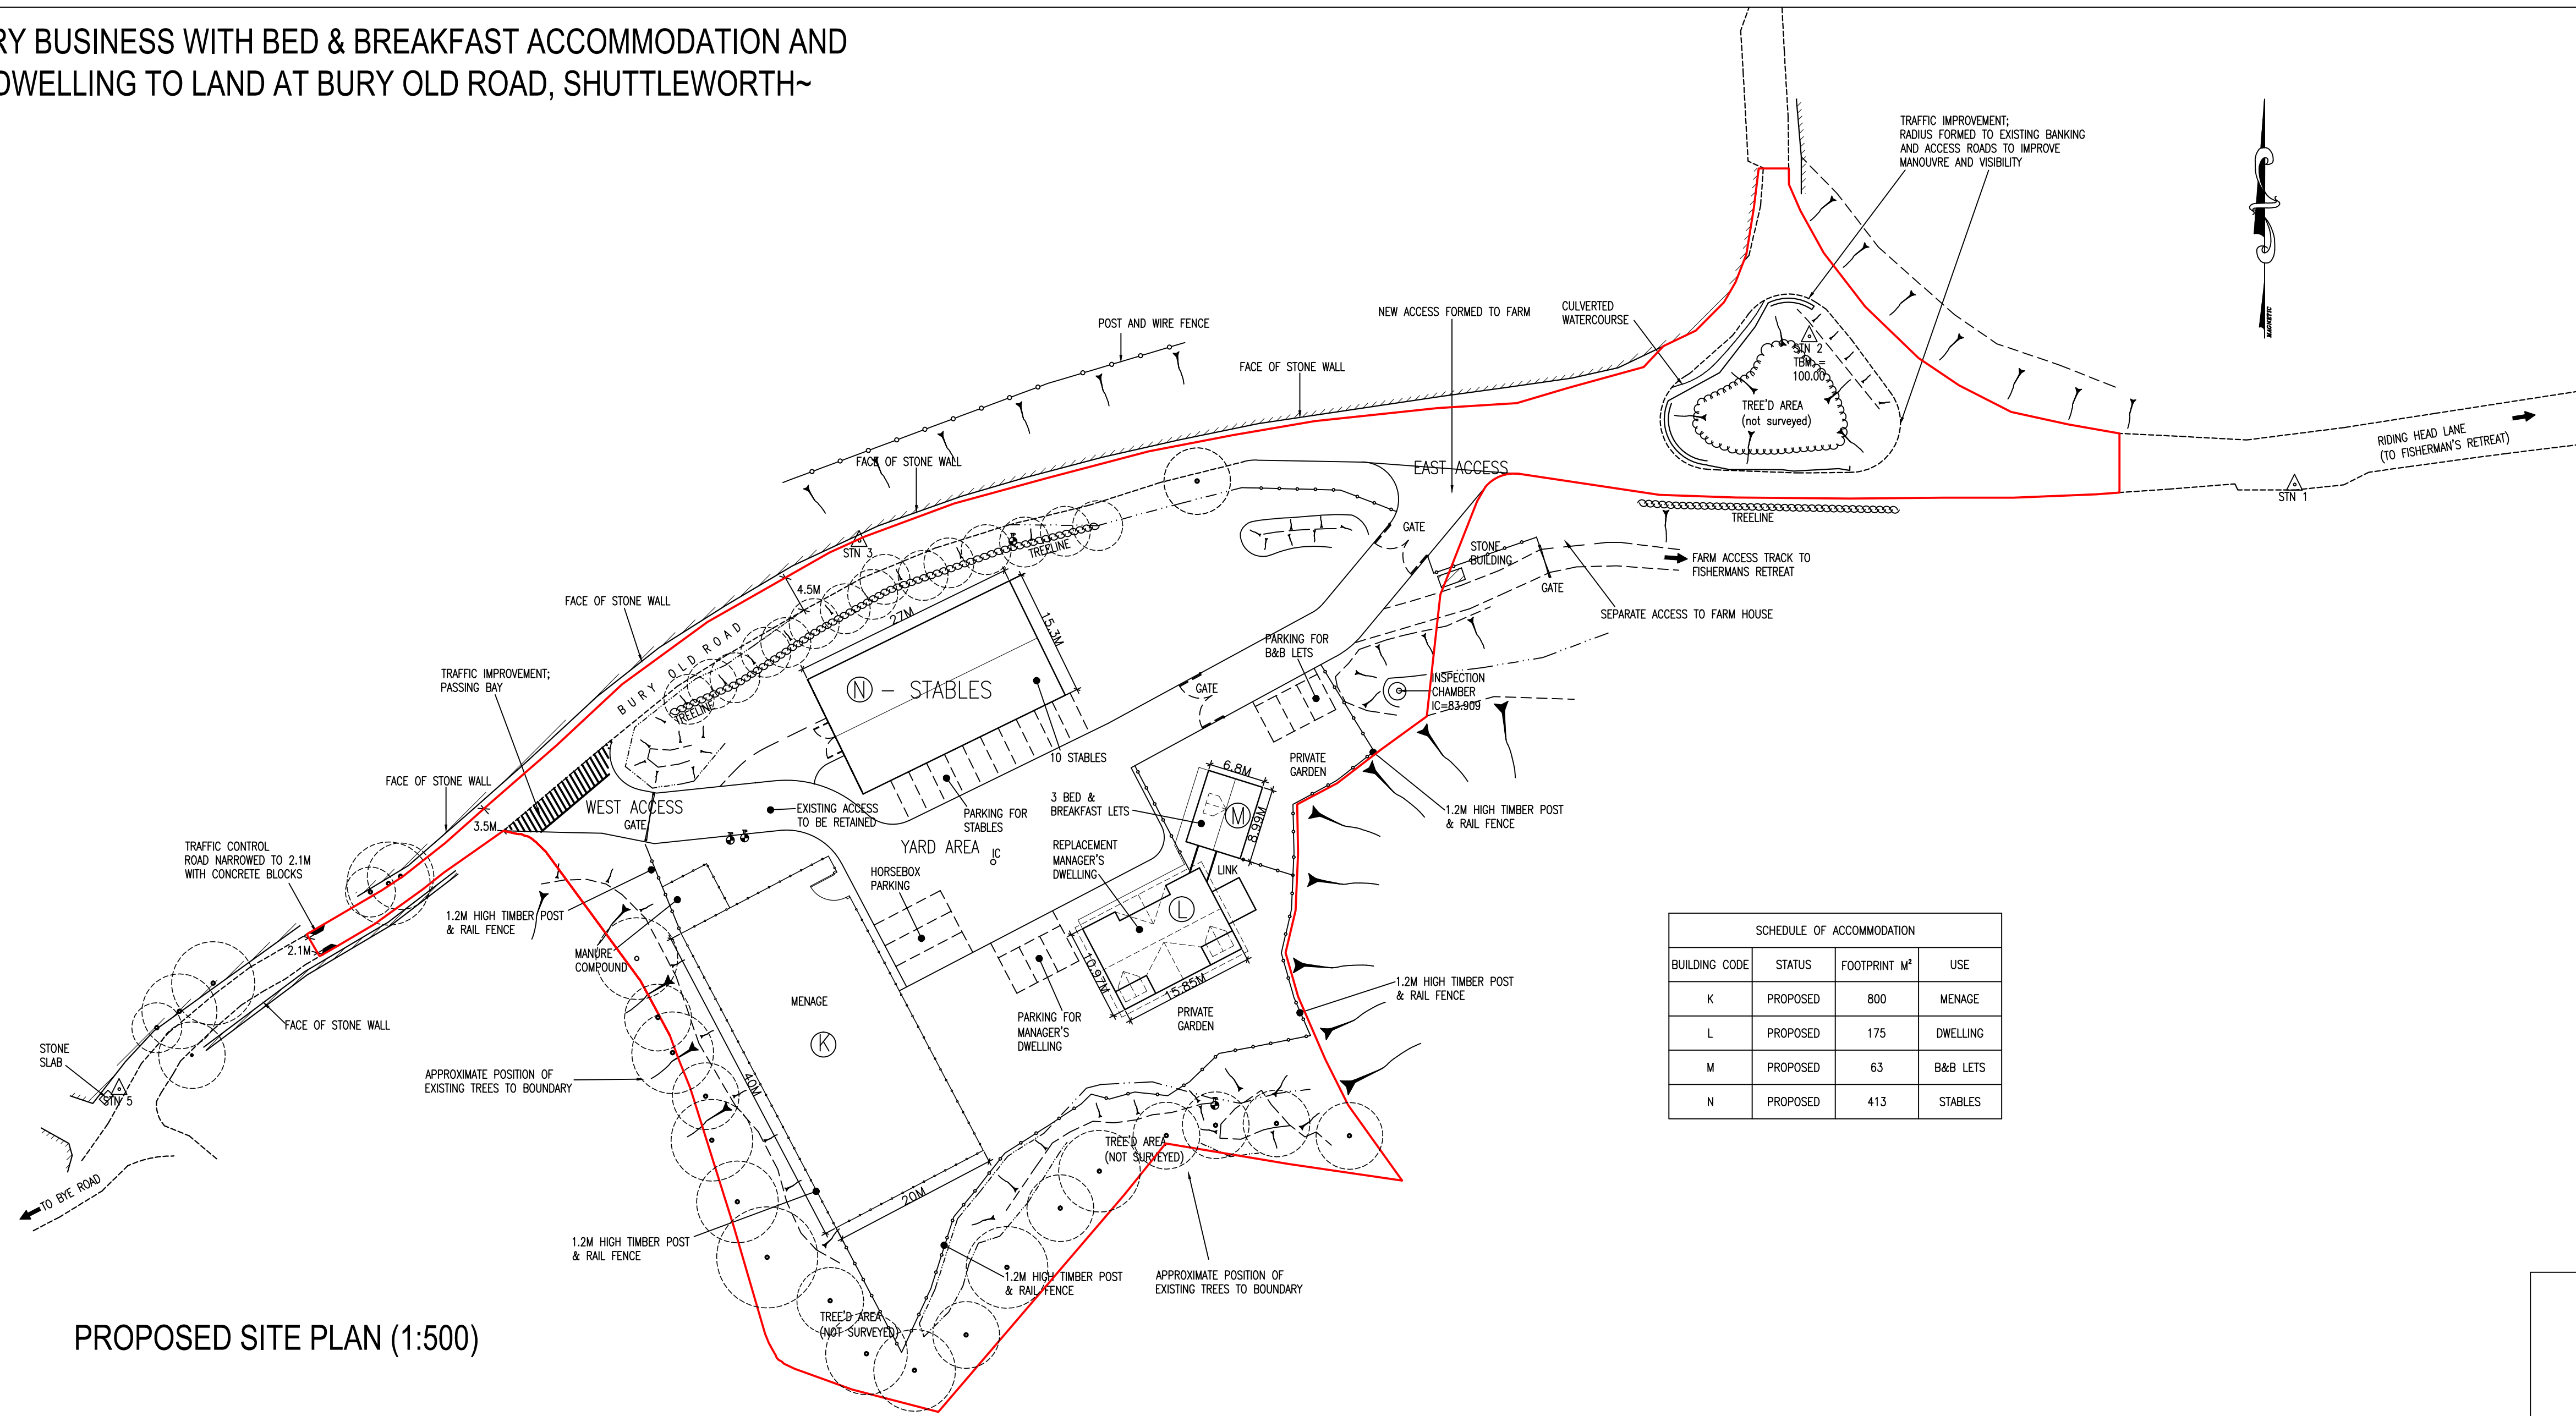 RY BUSINESS WITH BED & BREAKFAST ACCOMMODATION AND
DWELLING TO LAND AT BURY OLD ROAD, SHUTTLEWORTH~
TRAFFIC IMPROVEMENT;
RADIUS FORMED TO EXISTING BANKING
AND ACCESS ROADS TO IMPROVE
MANOUVRE AND VISIBILITY
MAGNETIC
POST AND WIRE FENCE
NEW ACCESS FORMED TO FARM
CULVERTED
WATERCOURSE
FACE OF STONE WALL
STN 2
TBM =
100.00
TREE'D AREA
(not surveyed)
RIDING HEAD LANE
(TO FISHERMAN'S RETREAT)
STN 1
FACE OF STONE WALL
EAST ACCESS
TREELINE
GATE
STN 3
TREELINE
STONE
BUILDING
FARM ACCESS TRACK TO
FISHERMANS RETREAT
GATE
4.5M
27M
15.3M
FACE OF STONE WALL
SEPARATE ACCESS TO FARM HOUSE
BURY OLD ROAD
PARKING FOR
B&B LETS
TRAFFIC IMPROVEMENT;
PASSING BAY
N - STABLES
GATE
INSPECTION
CHAMBER
IC=83.909
TREELINE
10 STABLES
PRIVATE
GARDEN
6.8M
FACE OF STONE WALL
WEST ACCESS
GATE
3.5M
EXISTING ACCESS
TO BE RETAINED
PARKING FOR
STABLES
3 BED &
BREAKFAST LETS
M
8.99M
1.2M HIGH TIMBER POST
& RAIL FENCE
TRAFFIC CONTROL
ROAD NARROWED TO 2.1M
WITH CONCRETE BLOCKS
YARD AREA
IC
REPLACEMENT
MANAGER'S
DWELLING
LINK
HORSEBOX
PARKING
L
1.2M HIGH TIMBER POST
& RAIL FENCE
2.1M
MANURE
COMPOUND
10.97M
15.85M
1.2M HIGH TIMBER POST
& RAIL FENCE
MENAGE
K
PARKING FOR
MANAGER'S
DWELLING
PRIVATE
GARDEN
FACE OF STONE WALL
STONE
SLAB
STN 5
APPROXIMATE POSITION OF
EXISTING TREES TO BOUNDARY
40M
20M
TREE'D AREA
(NOT SURVEYED)
TO BYE ROAD
1.2M HIGH TIMBER POST
& RAIL FENCE
1.2M HIGH TIMBER POST
& RAIL FENCE
APPROXIMATE POSITION OF
EXISTING TREES TO BOUNDARY
TREE'D AREA
(NOT SURVEYED)
SCHEDULE OF ACCOMMODATION
BUILDING CODE STATUS FOOTPRINT M² USE
K PROPOSED 800 MENAGE
L PROPOSED 175 DWELLING
M PROPOSED 63 B&B LETS
N PROPOSED 413 STABLES
PROPOSED SITE PLAN (1:500)